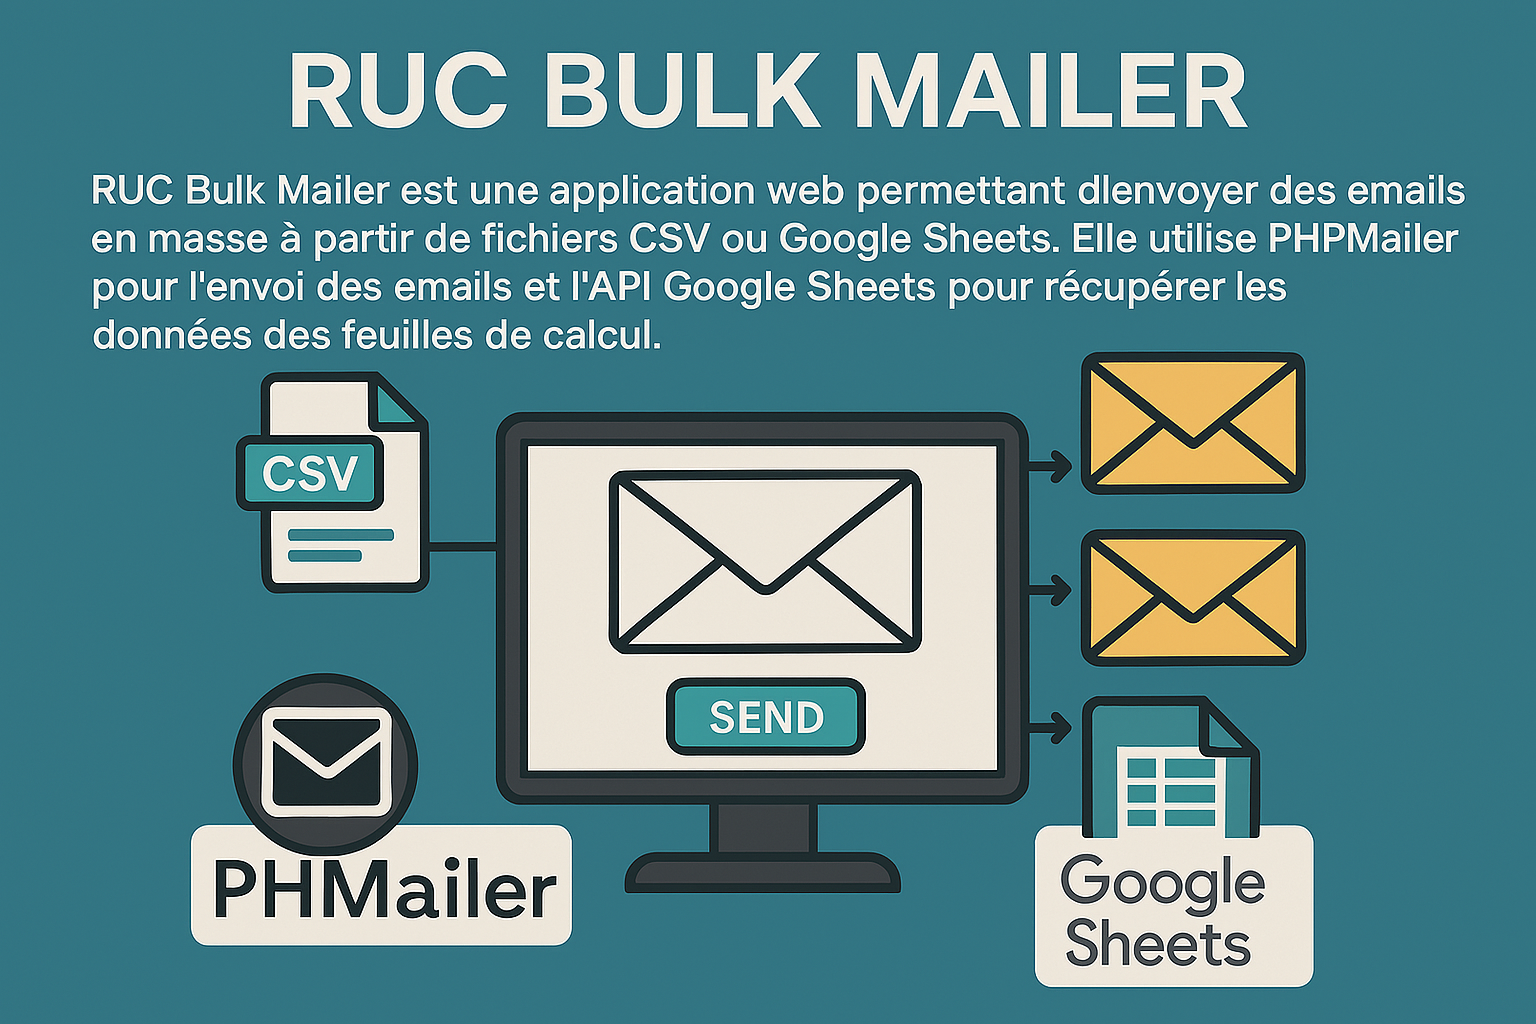 RUC BULK MAILER
RUC Bulk Mailer est une application web permettant dlenvoyer des emails
en masse à partir de fichiers CSV ou Google Sheets. Elle utilise PHPMailer
pour l'envoi des emails et l'API Google Sheets pour récupérer les
données des feuilles de calcul.
CSV
SEND
PHMailer
Google
Sheets